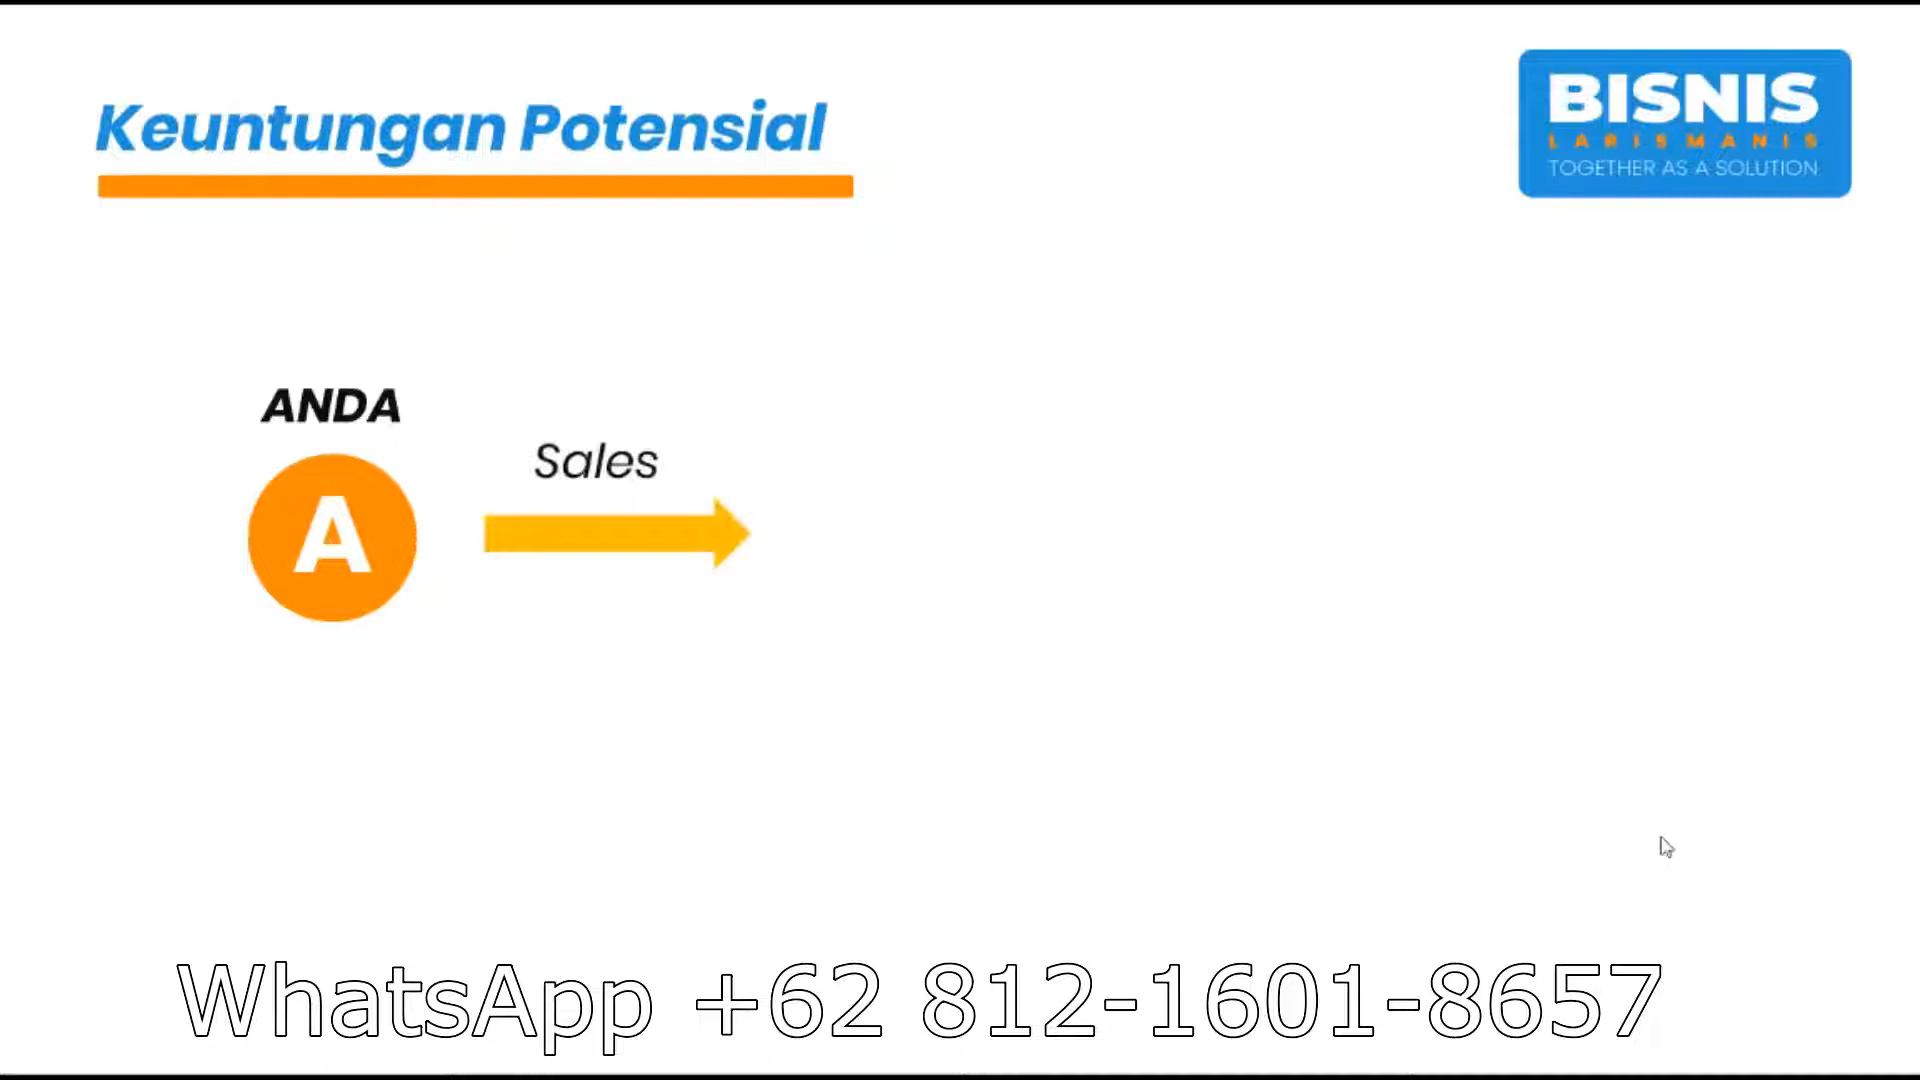 Keuntungan Potensial
BISNIS
LARISMANIS
TOGETHER AS A SOLUTION
ANDA
A
Sales
WhatsApp +62 812-1601-8657